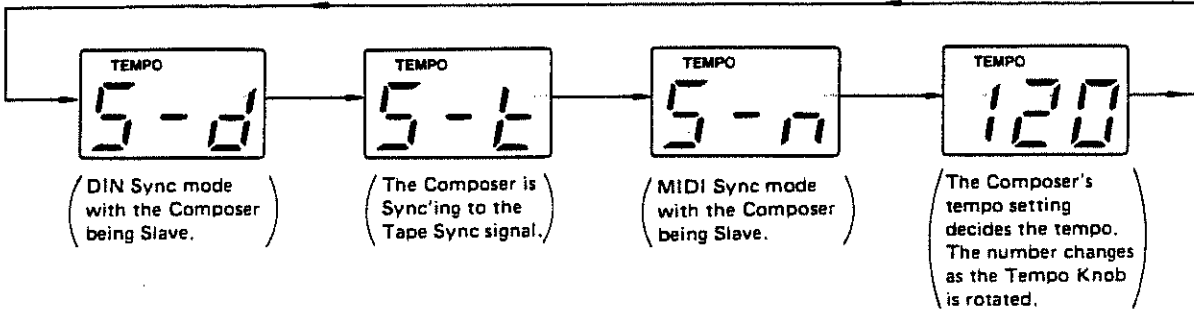 TEMPO
S-d
TEMPO
S-t
TEMPO
S-n
TEMPO
120
(DIN Sync mode
with the Composer
being Slave.)
(The Composer is
Sync'ing to the
Tape Sync signal.)
(MIDI Sync mode
with the Composer
being Slave.)
(The Composer's
tempo setting
decides the tempo.
The number changes
as the Tempo Knob
is rotated.)